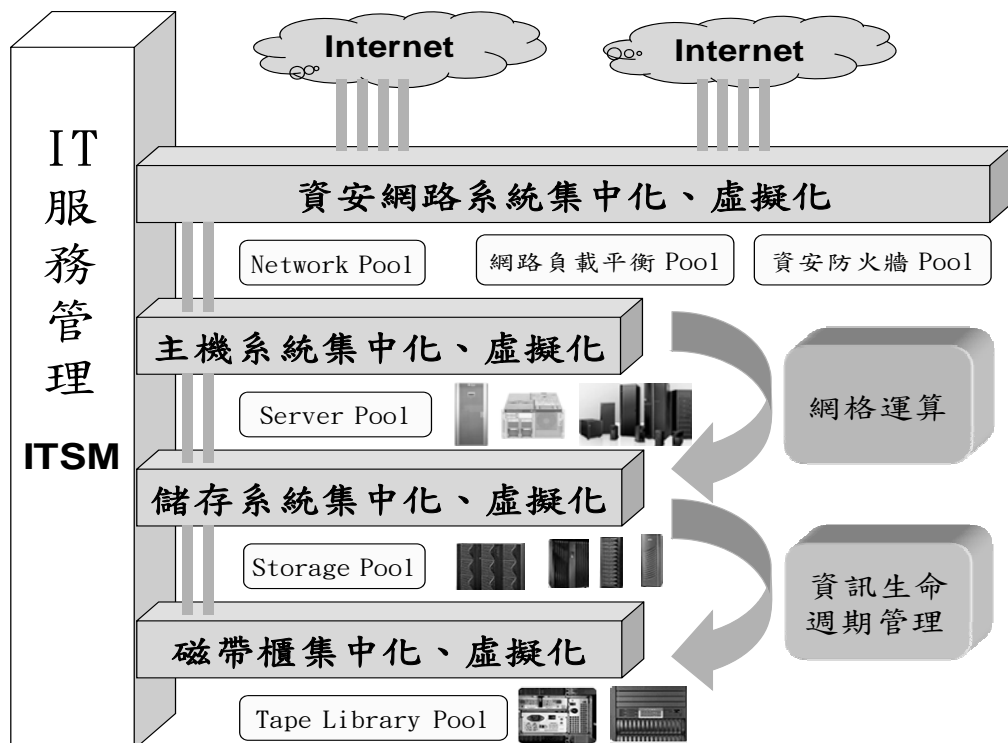 Internet
Internet
IT
服
務
管
理
ITSM
資安網路系統集中化、虛擬化
Network Pool
網路負載平衡 Pool
資安防火牆 Pool
主機系統集中化、虛擬化
Server Pool
網格運算
儲存系統集中化、虛擬化
Storage Pool
資訊生命
週期管理
磁帶櫃集中化、虛擬化
Tape Library Pool